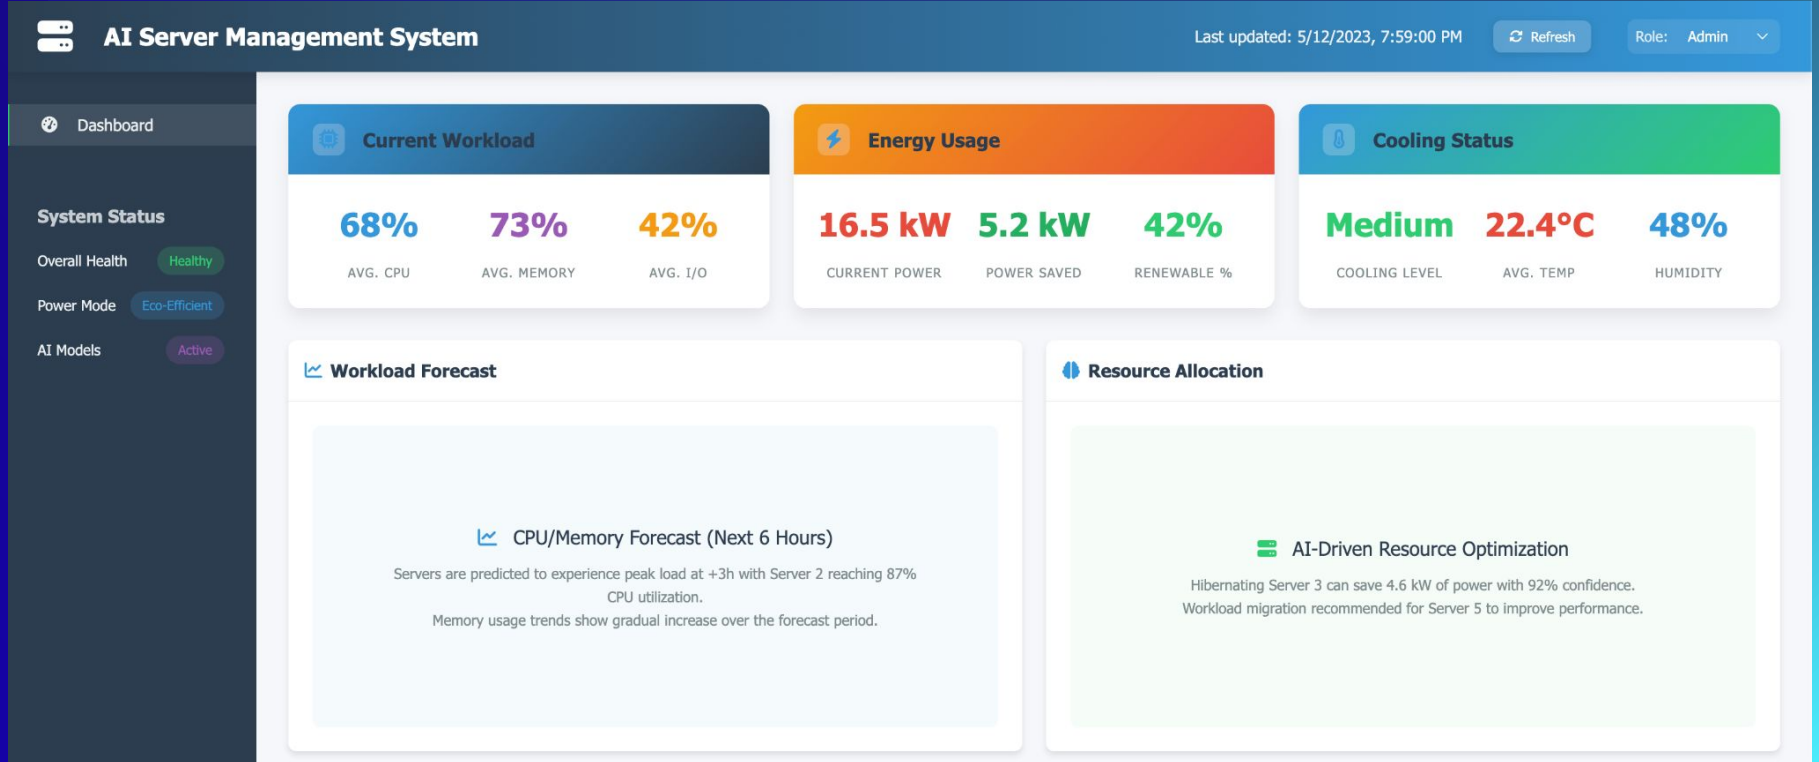 AI Server Management System
Last updated: 5/12/2023, 7:59:00 PM
Refresh
Role: Admin
Dashboard
System Status
Overall Health Healthy
Power Mode Eco-Efficient
AI Models Active
Current Workload
68% 73% 42%
AVG. CPU AVG. MEMORY AVG. I/O
Energy Usage
16.5 kW 5.2 kW 42%
CURRENT POWER POWER SAVED RENEWABLE %
Cooling Status
Medium 22.4°C 48%
COOLING LEVEL AVG. TEMP HUMIDITY
Workload Forecast
CPU/Memory Forecast (Next 6 Hours)
Servers are predicted to experience peak load at +3h with Server 2 reaching 87%
CPU utilization.
Memory usage trends show gradual increase over the forecast period.
Resource Allocation
AI-Driven Resource Optimization
Hibernating Server 3 can save 4.6 kW of power with 92% confidence.
Workload migration recommended for Server 5 to improve performance.